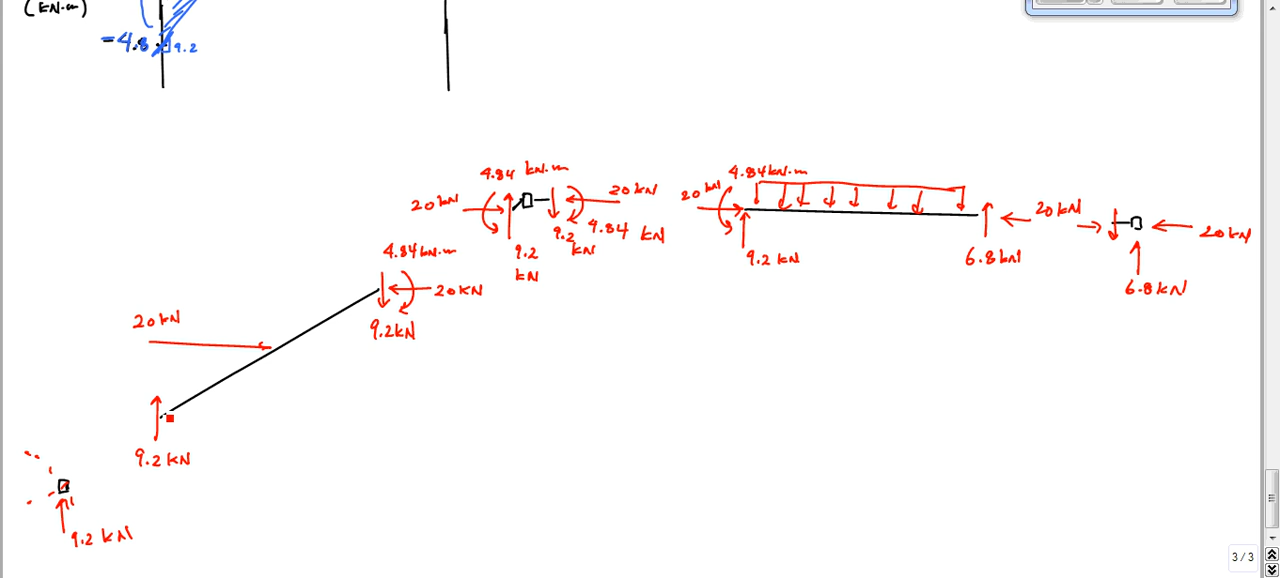 (kN.m)
=4.8
9.2
4.84 kN.m
20 kN
20 kN
9.2 kN
9.2 kN
4.84 kN
4.84 kN.m
20 kN
9.2 kN
6.8 kN
20 kN
20 kN
6.8 kN
4.84 kN.m
20 KN
9.2 kN
20 kN
9.2 KN
9.2 kN
3 / 3